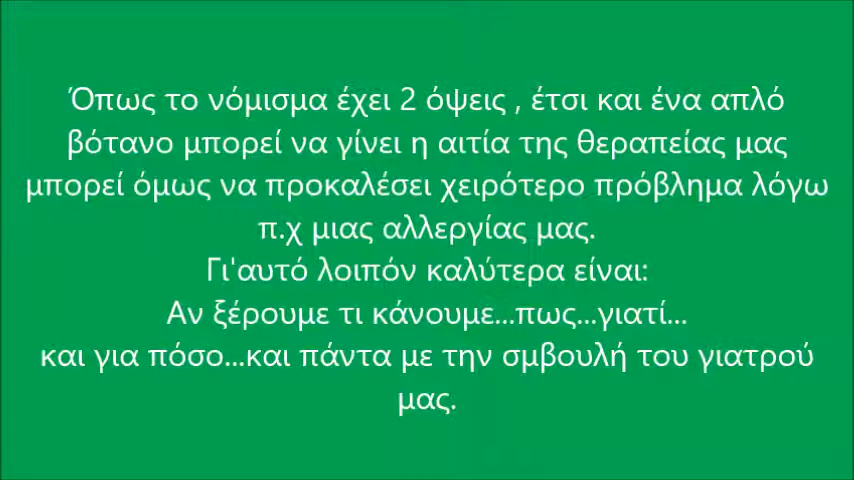 Όπως το νόμισμα έχει 2 όψεις , έτσι και ένα απλό
βότανο μπορεί να γίνει η αιτία της θεραπείας μας
μπορεί όμως να προκαλέσει χειρότερο πρόβλημα λόγω
π.χ μιας αλλεργίας μας.
Γι'αυτό λοιπόν καλύτερα είναι:
Αν ξέρουμε τι κάνουμε...πως...γιατί...
και για πόσο...και πάντα με την σμβουλή του γιατρού
μας.